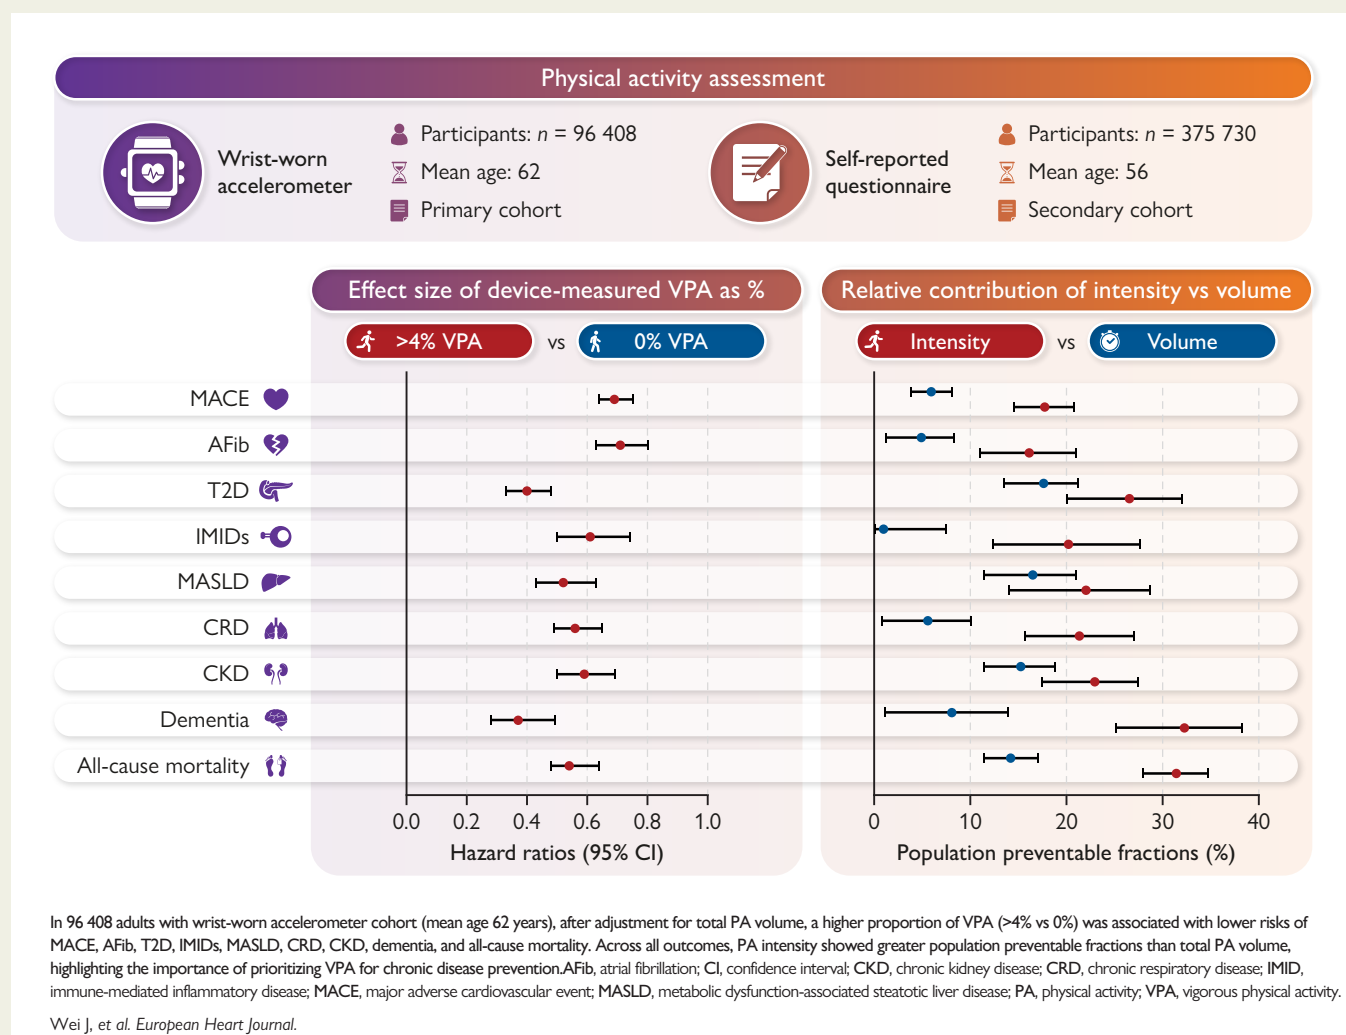 Physical activity assessment
Wrist-worn
accelerometer
Participants: n = 96 408
Mean age: 62
Primary cohort
Self-reported
questionnaire
Participants: n = 375 730
Mean age: 56
Secondary cohort
Effect size of device-measured VPA as %
Relative contribution of intensity vs volume
>4% VPA vs 0% VPA
Intensity vs Volume
MACE
AFib
T2D
IMIDs
MASLD
CRD
CKD
Dementia
All-cause mortality
0.0 0.2 0.4 0.6 0.8 1.0
Hazard ratios (95% CI)
0 10 20 30 40
Population preventable fractions (%)
In 96 408 adults with wrist-worn accelerometer cohort (mean age 62 years), after adjustment for total PA volume, a higher proportion of VPA (>4% vs 0%) was associated with lower risks of
MACE, AFib, T2D, IMIDs, MASLD, CRD, CKD, dementia, and all-cause mortality. Across all outcomes, PA intensity showed greater population preventable fractions than total PA volume,
highlighting the importance of prioritizing VPA for chronic disease prevention.AFib, atrial fibrillation; CI, confidence interval; CKD, chronic kidney disease; CRD, chronic respiratory disease; IMID,
immune-mediated inflammatory disease; MACE, major adverse cardiovascular event; MASLD, metabolic dysfunction-associated steatotic liver disease; PA, physical activity; VPA, vigorous physical activity.
Wei J, et al. European Heart Journal.